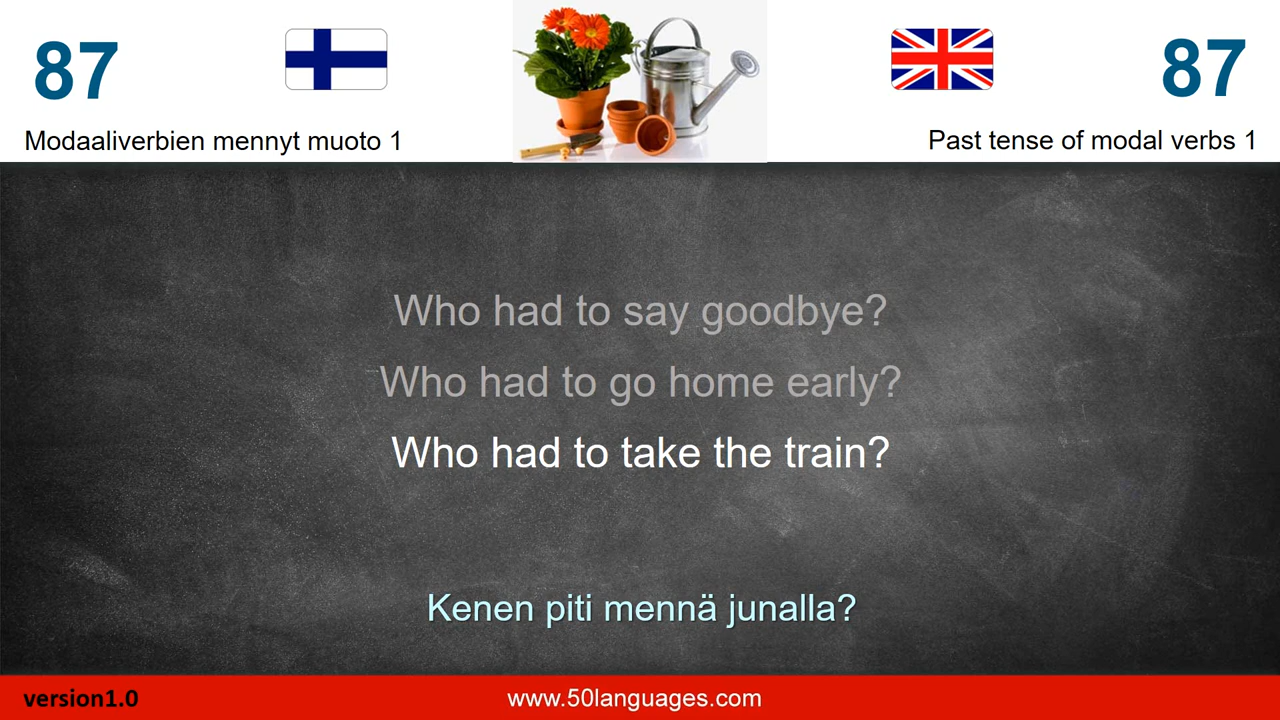 87
87
Modaaliverbien mennyt muoto 1
Past tense of modal verbs 1
Who had to say goodbye?
Who had to go home early?
Who had to take the train?
Kenen piti mennä junalla?
version1.0
www.50languages.com